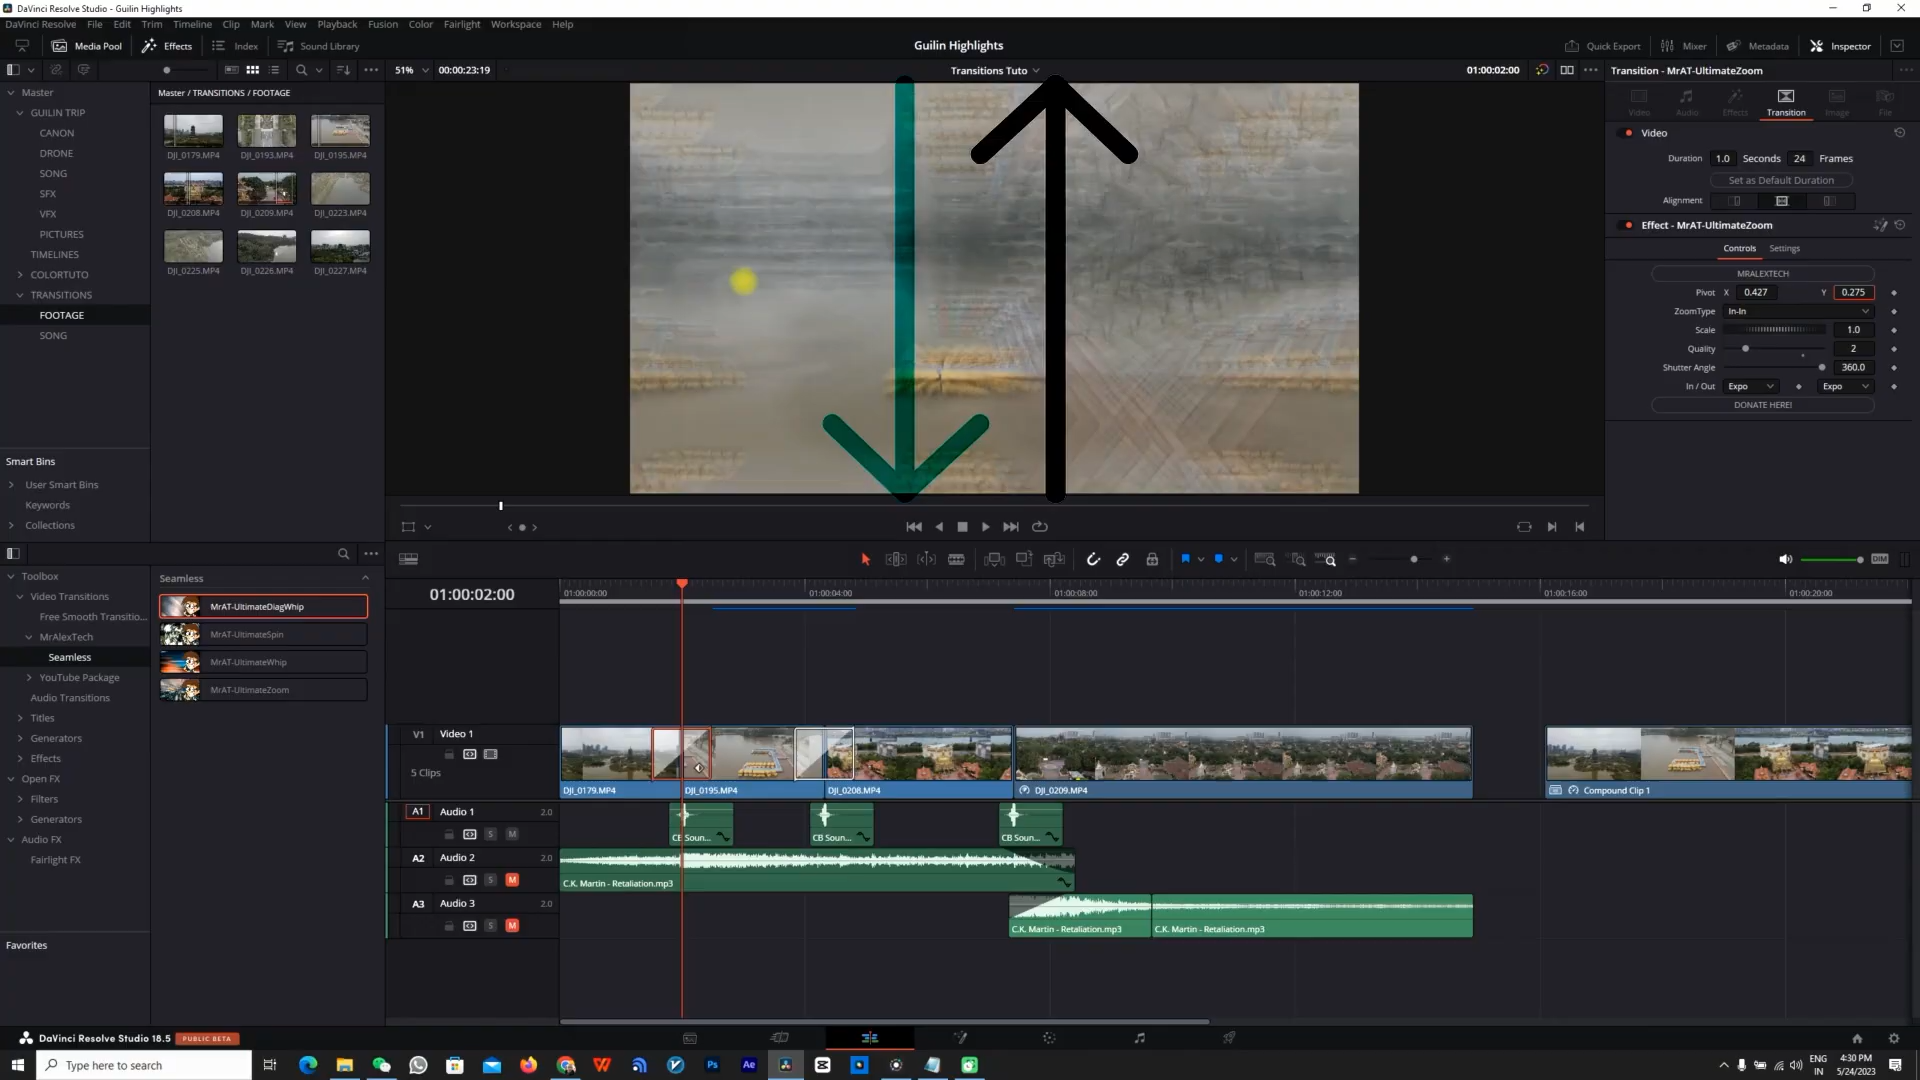 DaVinci Resolve Studio - Guilin Highlights
DaVinci Resolve File Edit Trim Timeline Clip Mark View Playback Fusion Color Fairlight Workspace Help
Media Pool Effects Index Sound Library Guilin Highlights Quick Export Mixer Metadata Inspector
51% 00:00:23:19 Transitions Tuto 01:00:02:00 Transition - MrAT-UltimateZoom
Master
GUILIN TRIP
CANON
DRONE
SONG
SFX
VFX
PICTURES
TIMELINES
COLORTUTO
TRANSITIONS
FOOTAGE
SONG
Master / TRANSITIONS / FOOTAGE
DJI_0179.MP4 DJI_0193.MP4 DJI_0195.MP4
DJI_0208.MP4 DJI_0209.MP4 DJI_0223.MP4
DJI_0225.MP4 DJI_0226.MP4 DJI_0227.MP4
Video Audio Effects Transition Image File
Video
Duration 1.0 Seconds 24 Frames
Set as Default Duration
Alignment
Effect - MrAT-UltimateZoom
Controls Settings
MRALEXTECH
Pivot X 0.427 Y 0.275
ZoomType In-In
Scale 1.0
Quality 2
Shutter Angle 360.0
In / Out Expo Expo
DONATE HERE!
Smart Bins
User Smart Bins
Keywords
Collections
Toolbox
Video Transitions
Free Smooth Transitio...
MrAlexTech
Seamless
YouTube Package
Audio Transitions
Titles
Generators
Effects
Open FX
Filters
Generators
Audio FX
Fairlight FX
Favorites
Seamless
MrAT-UltimateDiagWhip
MrAT-UltimateSpin
MrAT-UltimateWhip
MrAT-UltimateZoom
DIM
01:00:02:00
01:00:00:00 01:00:04:00 01:00:08:00 01:00:12:00 01:00:16:00 01:00:20:00
V1 Video 1
5 Clips
DJI_0179.MP4 DJI_0195.MP4 DJI_0208.MP4 DJI_0209.MP4 Compound Clip 1
A1 Audio 1 2.0
S M
CB Soun... CB Soun... CB Soun...
A2 Audio 2 2.0
S M
C.K. Martin - Retaliation.mp3
A3 Audio 3 2.0
S M
C.K. Martin - Retaliation.mp3 C.K. Martin - Retaliation.mp3
DaVinci Resolve Studio 18.5 PUBLIC BETA
Type here to search
Ps Ae
ENG
IN
4:30 PM
5/24/2023